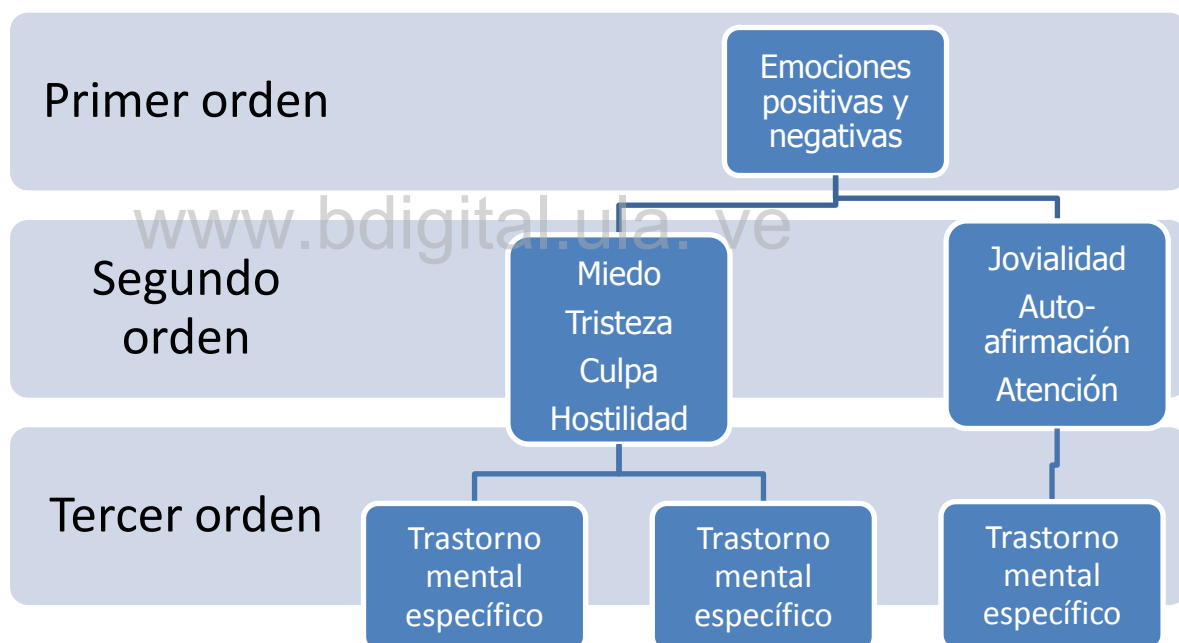 Primer orden
Emociones
positivas y
negativas
www.bdigital.ula. ve
Segundo
orden
Miedo
Tristeza
Culpa
Hostilidad
Jovialidad
Auto-
afirmación
Atención
Tercer orden
Trastorno
mental
específico
Trastorno
mental
específico
Trastorno
mental
específico